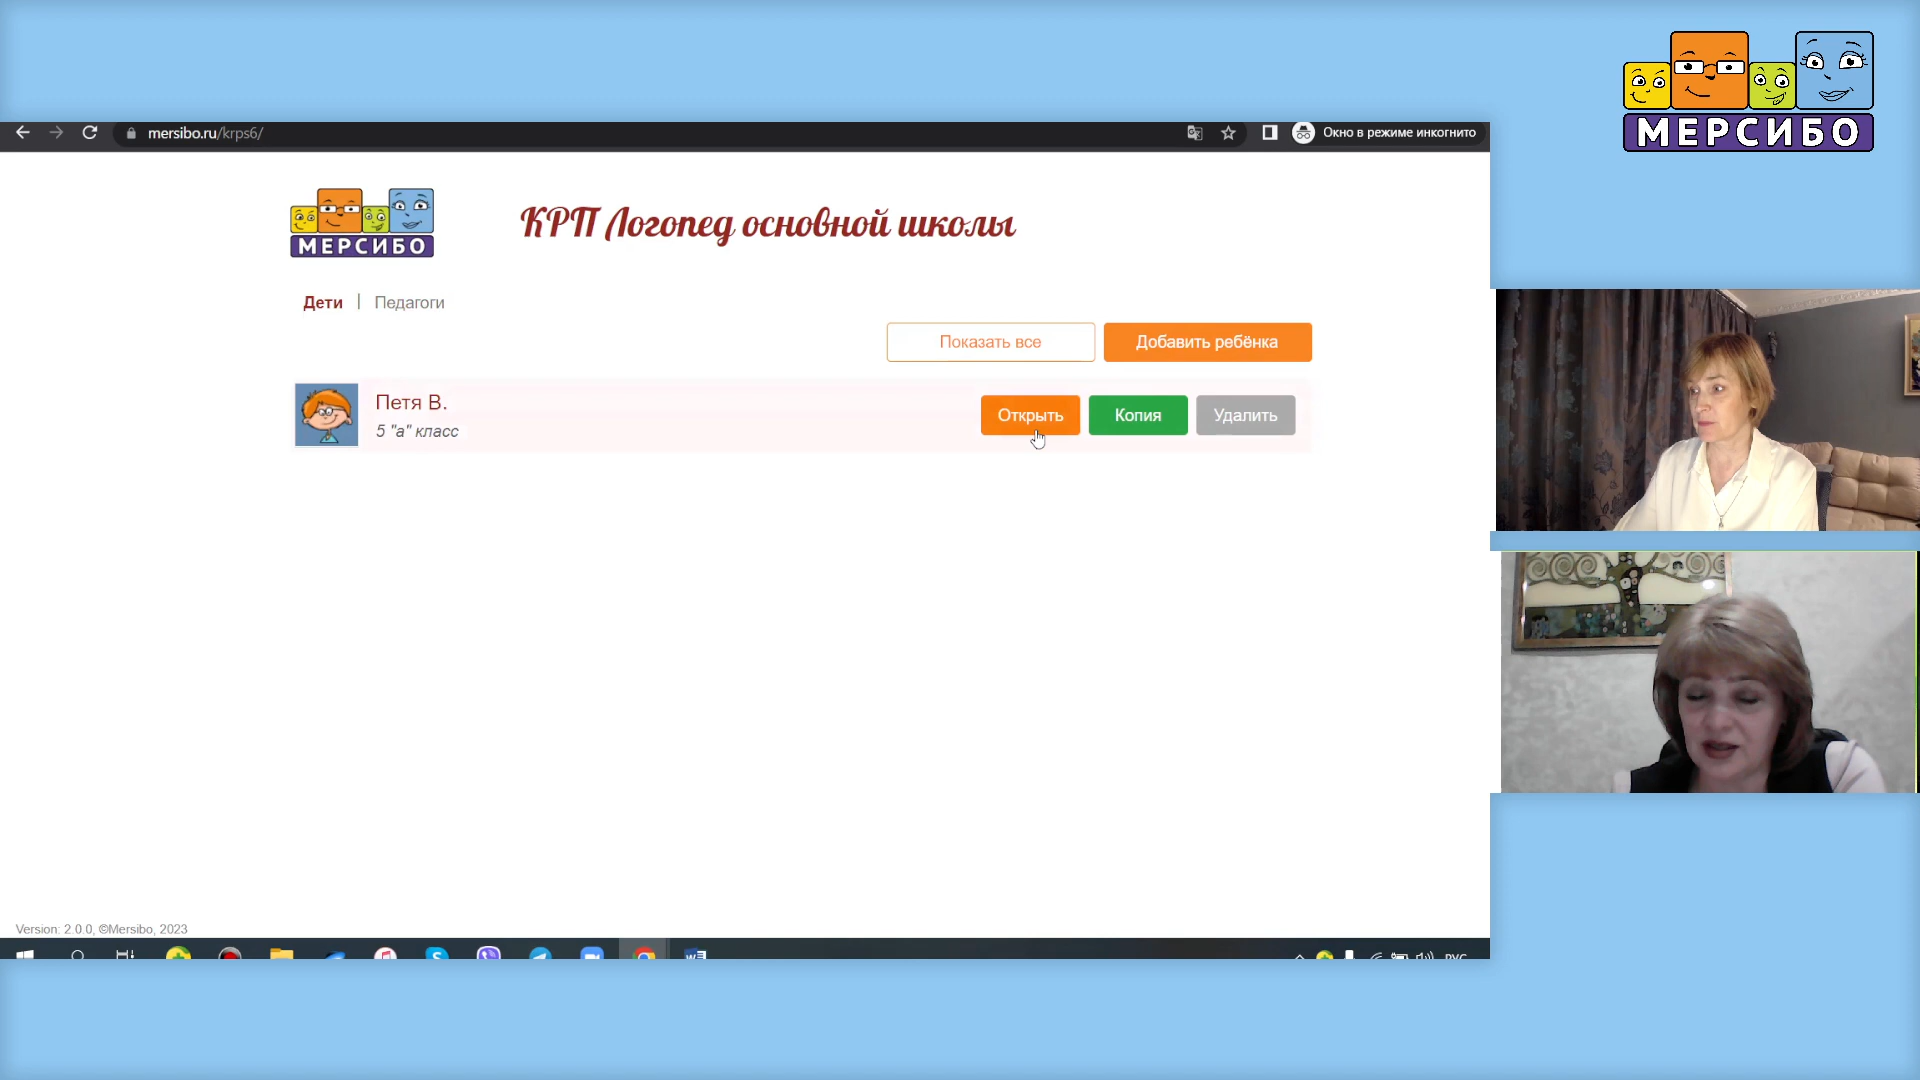 МЕРСИБО
mersibo.ru/krps6/
Окно в режиме инкогнито
МЕРСИБО
КРП Логопед основной школы
Дети | Педагоги
Показать все
Добавить ребёнка
Петя В.
5 "а" класс
Открыть
Копия
Удалить
Version: 2.0.0, ©Mersibo, 2023
РУС